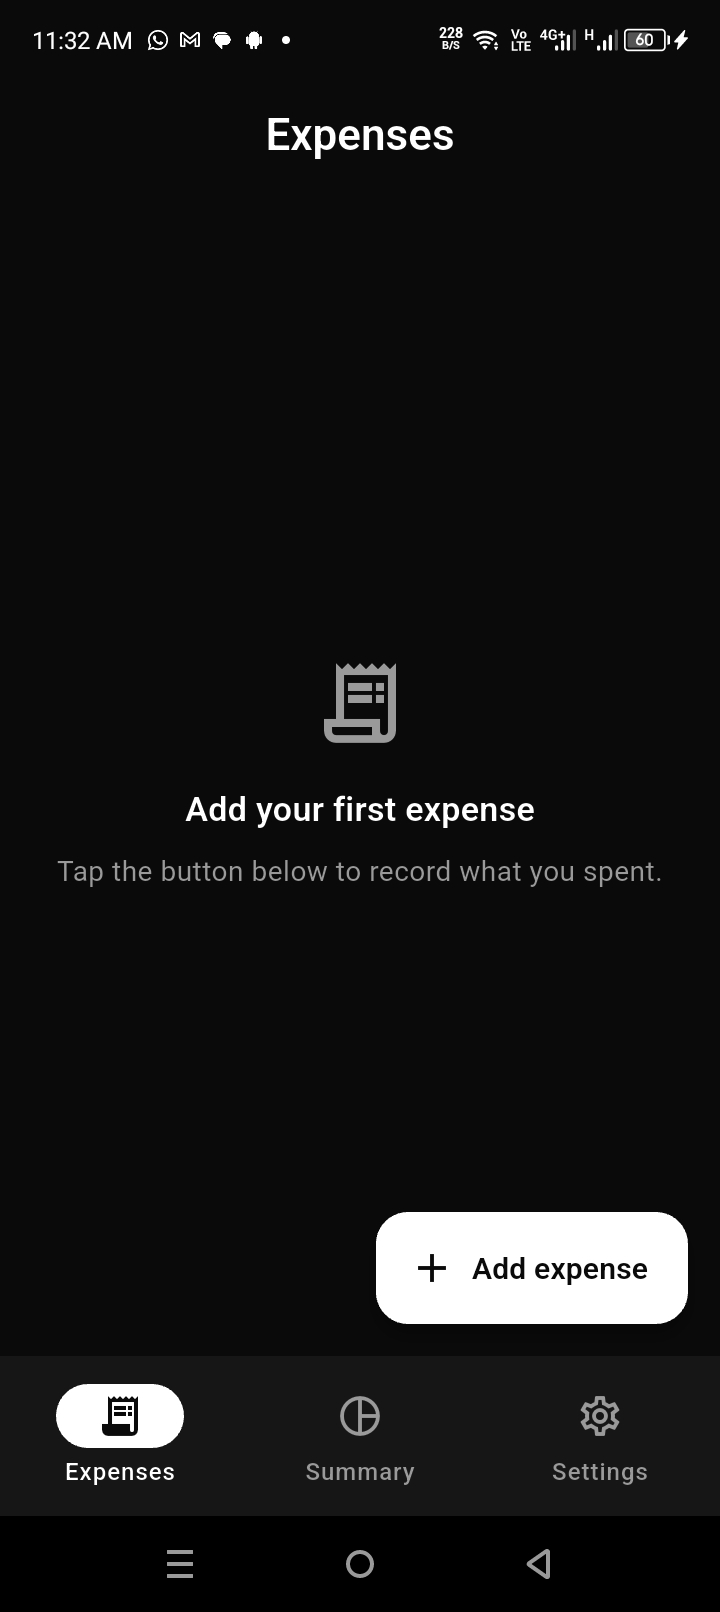 11:32 AM
228 B/S
Vo LTE
4G+
H
60
Expenses
Add your first expense
Tap the button below to record what you spent.
Add expense
Expenses
Summary
Settings